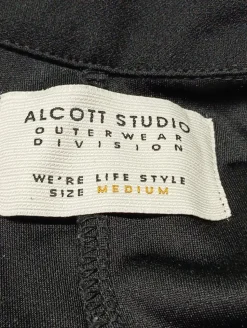 ALCOTT STUDIO
OUTERWEAR
DIVISION
WE'RE LIFE STYLE
SIZE MEDIUM